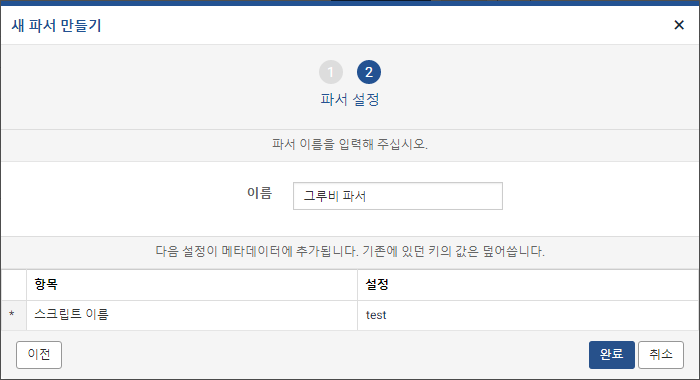 새 파서 만들기 ✕
1 2
파서 설정
파서 이름을 입력해 주십시오.
이름 그루비 파서
다음 설정이 메타데이터에 추가됩니다. 기존에 있던 키의 값은 덮어씁니다.
항목 설정
* 스크립트 이름 test
이전 완료 취소